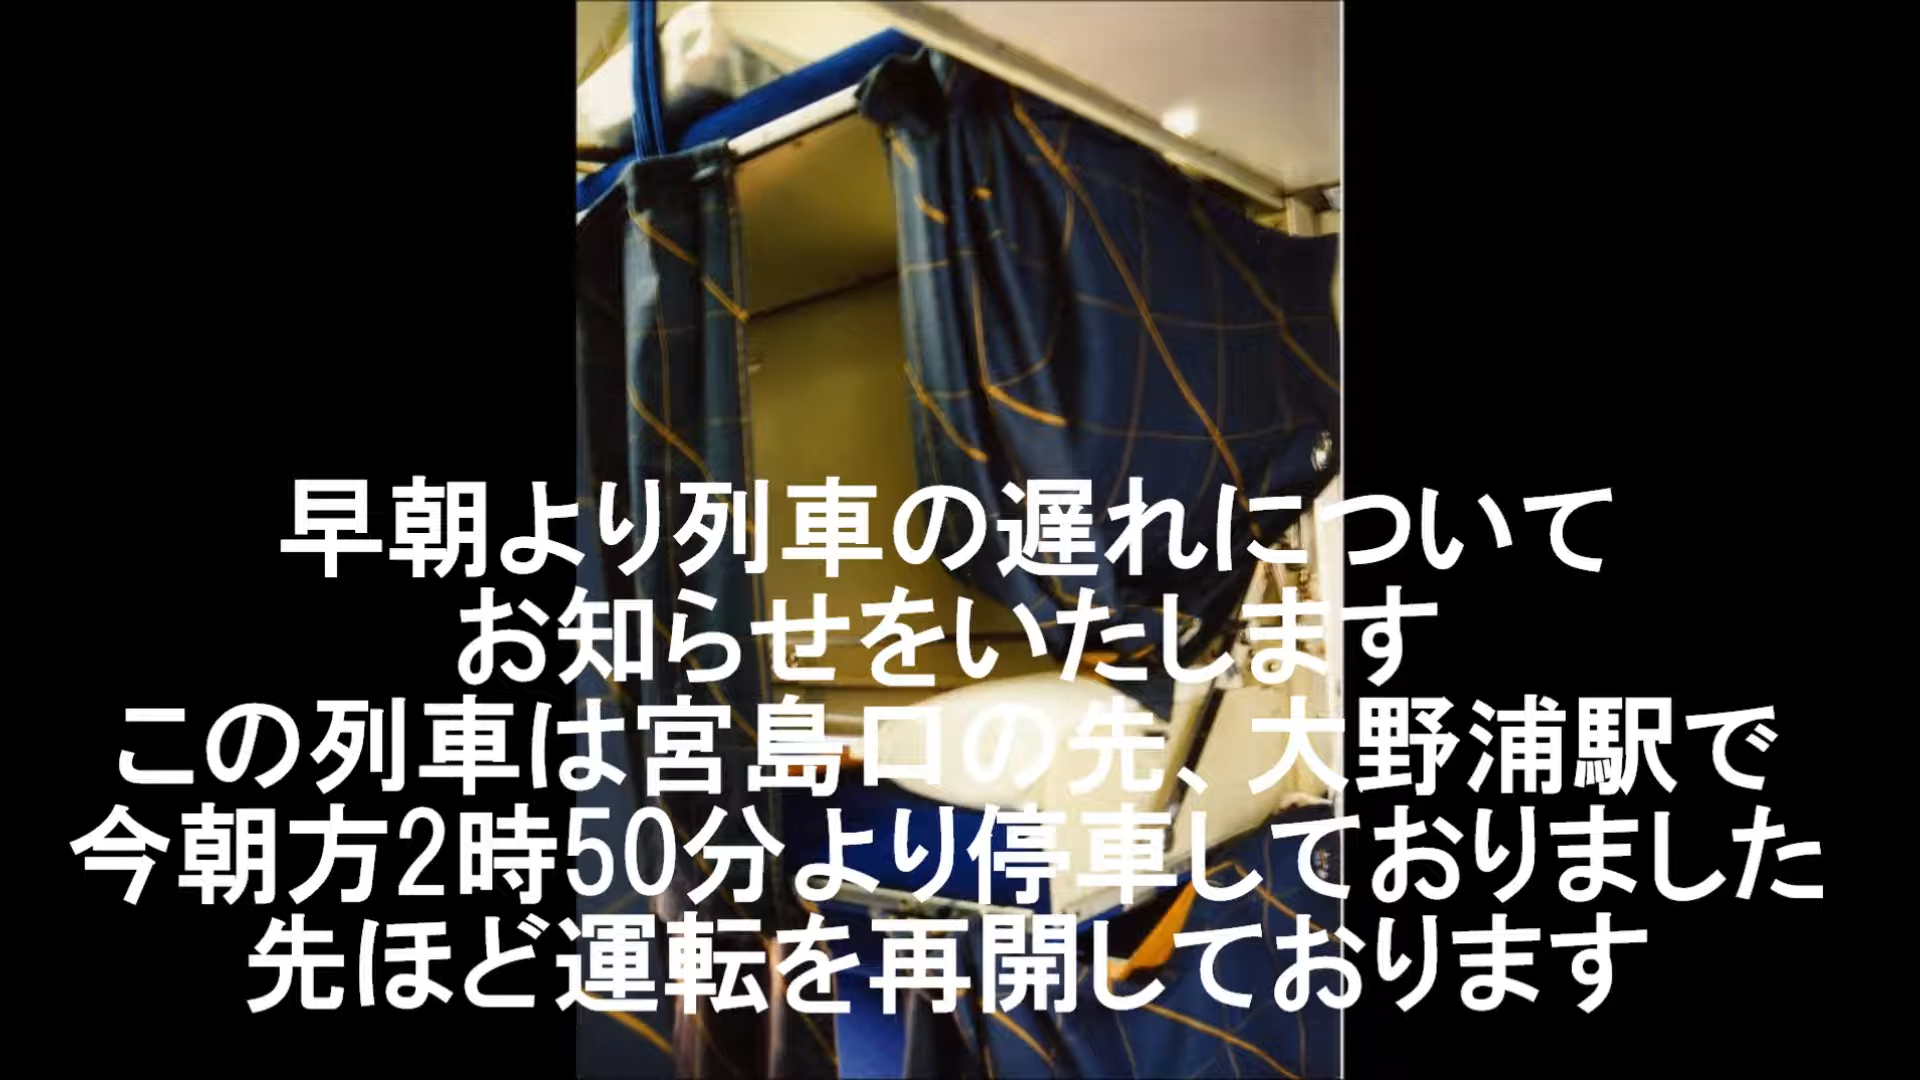 早朝より列車の遅れについて
お知らせをいたします
この列車は宮島口の先、大野浦駅で
今朝方2時50分より停車しておりました
先ほど運転を再開しております